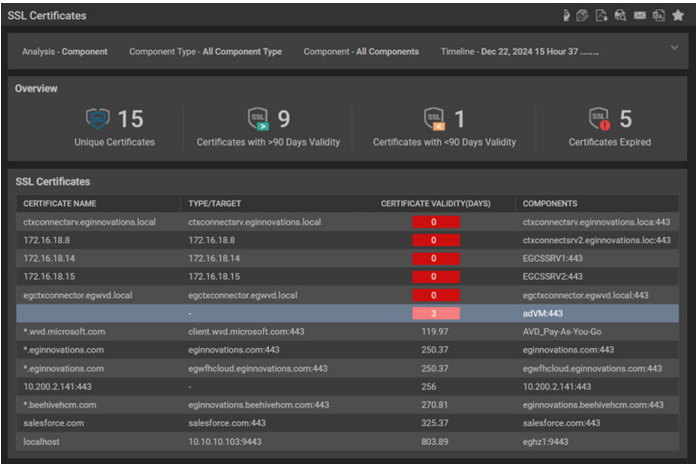 SSL Certificates
Analysis - Component Component Type - All Component Type Component - All Components Timeline - Dec 22, 2024 15 Hour 37 ........
Overview
15 SSL 9 SSL 1 SSL 5
Unique Certificates Certificates with >90 Days Validity Certificates with <90 Days Validity Certificates Expired
SSL Certificates
CERTIFICATE NAME TYPE/TARGET CERTIFICATE VALIDITY(DAYS) COMPONENTS
ctxconnectsrv.eginnovations.local ctxconnectsrv.eginnovations.local 0 ctxconnectsrv.eginnovations.loca:443
172.16.18.8 172.16.18.8 0 ctxconnectsrv2.eginnovations.loc:443
172.16.18.14 172.16.18.14 0 EGCSSRV1:443
172.16.18.15 172.16.18.15 0 EGCSSRV2:443
egctxconnector.egwvd.local egctxconnector.egwvd.local 0 egctxconnector.egwvd.local:443
- 3 adVM:443
*.wvd.microsoft.com client.wvd.microsoft.com:443 119.97 AVD_Pay-As-You-Go
*.eginnovations.com eginnovations.com:443 250.37 eginnovations.com:443
*.eginnovations.com egwfhcloud.eginnovations.com:443 250.37 egwfhcloud.eginnovations.com:443
10.200.2.141:443 - 256 10.200.2.141:443
*.beehivehcm.com eginnovations.beehivehcm.com:443 270.81 eginnovations.beehivehcm.com:443
salesforce.com salesforce.com:443 325.37 salesforce.com:443
localhost 10.10.10.103:9443 803.89 eghz1:9443